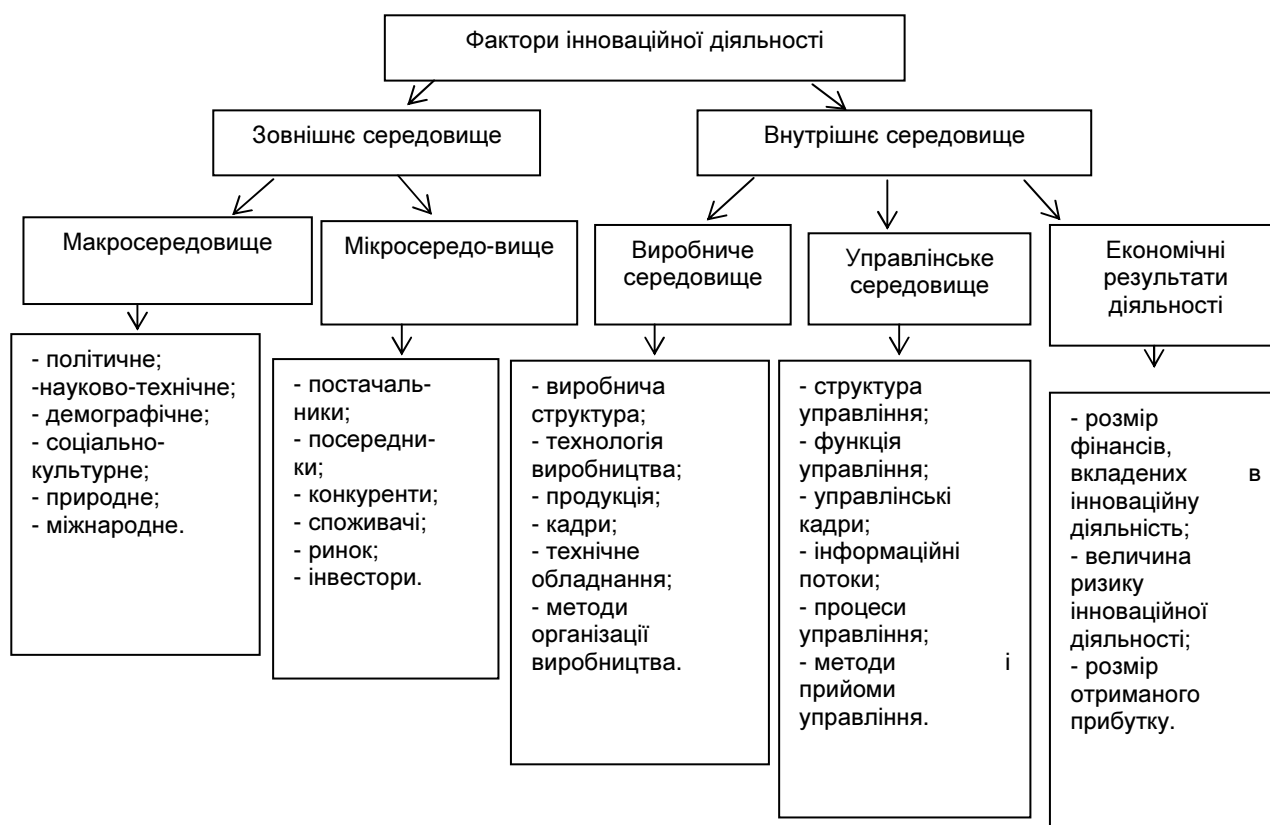 Фактори інноваційної діяльності
Зовнішнє середовище
Внутрішнє середовище
Макросередовище
Мікросередо-вище
Виробниче
середовище
Управлінське
середовище
Економічні
результати
діяльності
- політичне;
-науково-технічне;
- демографічне;
- соціально-
культурне;
- природне;
- міжнародне.
- постачаль-
ники;
- посередни-
ки;
- конкуренти;
- споживачі;
- ринок;
- інвестори.
- виробнича
структура;
- технологія
виробництва;
- продукція;
- кадри;
- технічне
обладнання;
- методи
організації
виробництва.
- структура
управління;
- функція
управління;
- управлінські
кадри;
- інформаційні
потоки;
- процеси
управління;
- методи і
прийоми
управління.
- розмір
фінансів,
вкладених в
інноваційну
діяльність;
- величина
ризику
інноваційної
діяльності;
- розмір
отриманого
прибутку.